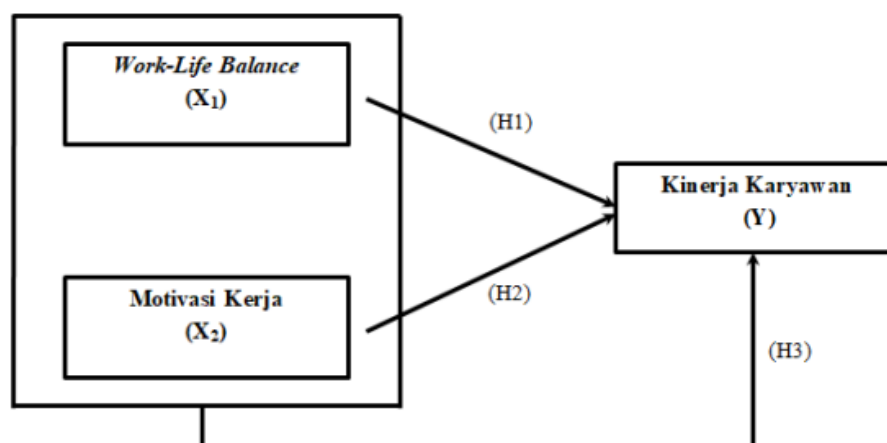 Work-Life Balance
(X₁)
(H1)
Kinerja Karyawan
(Y)
Motivasi Kerja
(X₂)
(H2)
(H3)